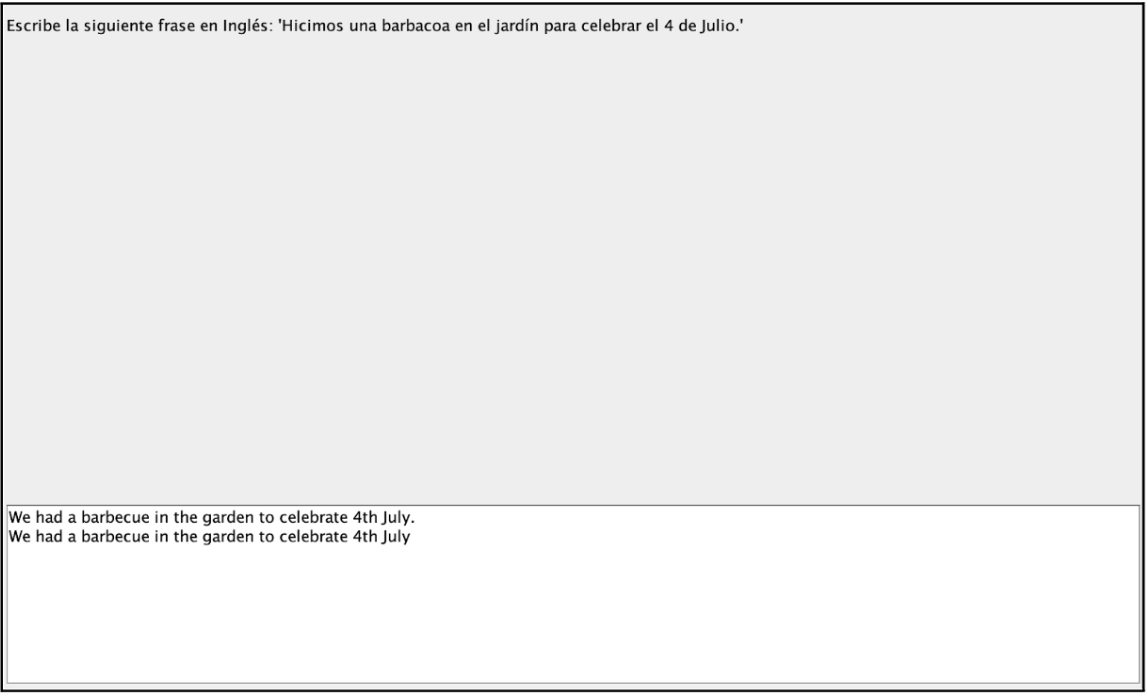 Escribe la siguiente frase en Inglés: 'Hicimos una barbacoa en el jardín para celebrar el 4 de Julio.'
We had a barbecue in the garden to celebrate 4th July.
We had a barbecue in the garden to celebrate 4th July